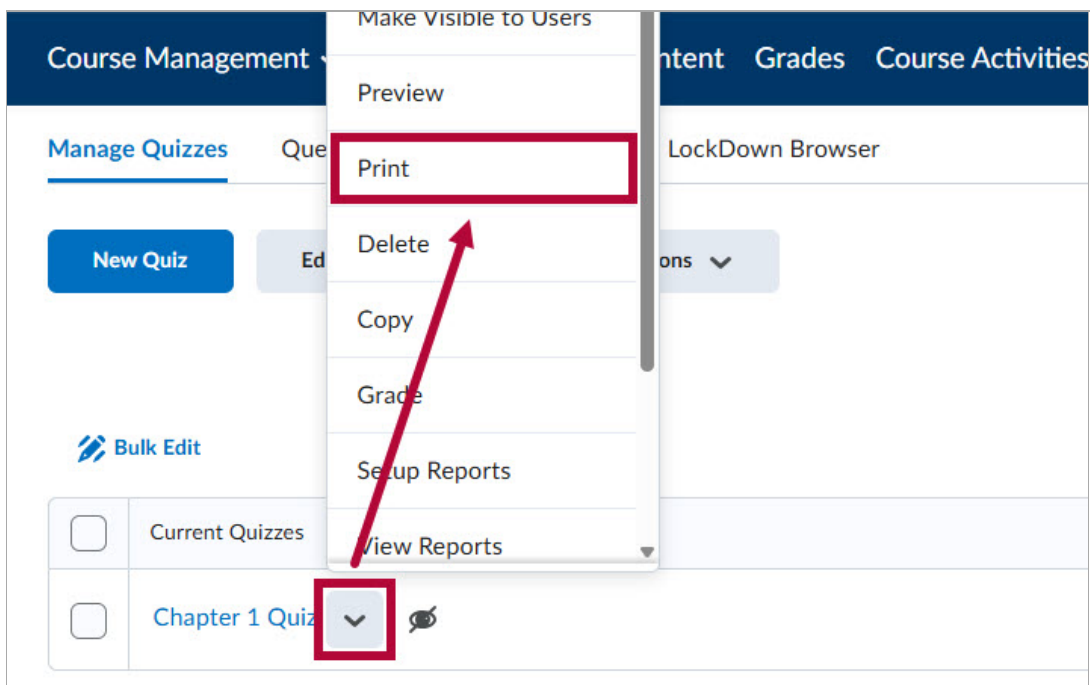 Make Visible to Users
Course Management ntent Grades Course Activities
Preview
Manage Quizzes Que LockDown Browser
Print
Delete
New Quiz Ed ons
Copy
Grade
Bulk Edit
Setup Reports
Current Quizzes
View Reports
Chapter 1 Quiz